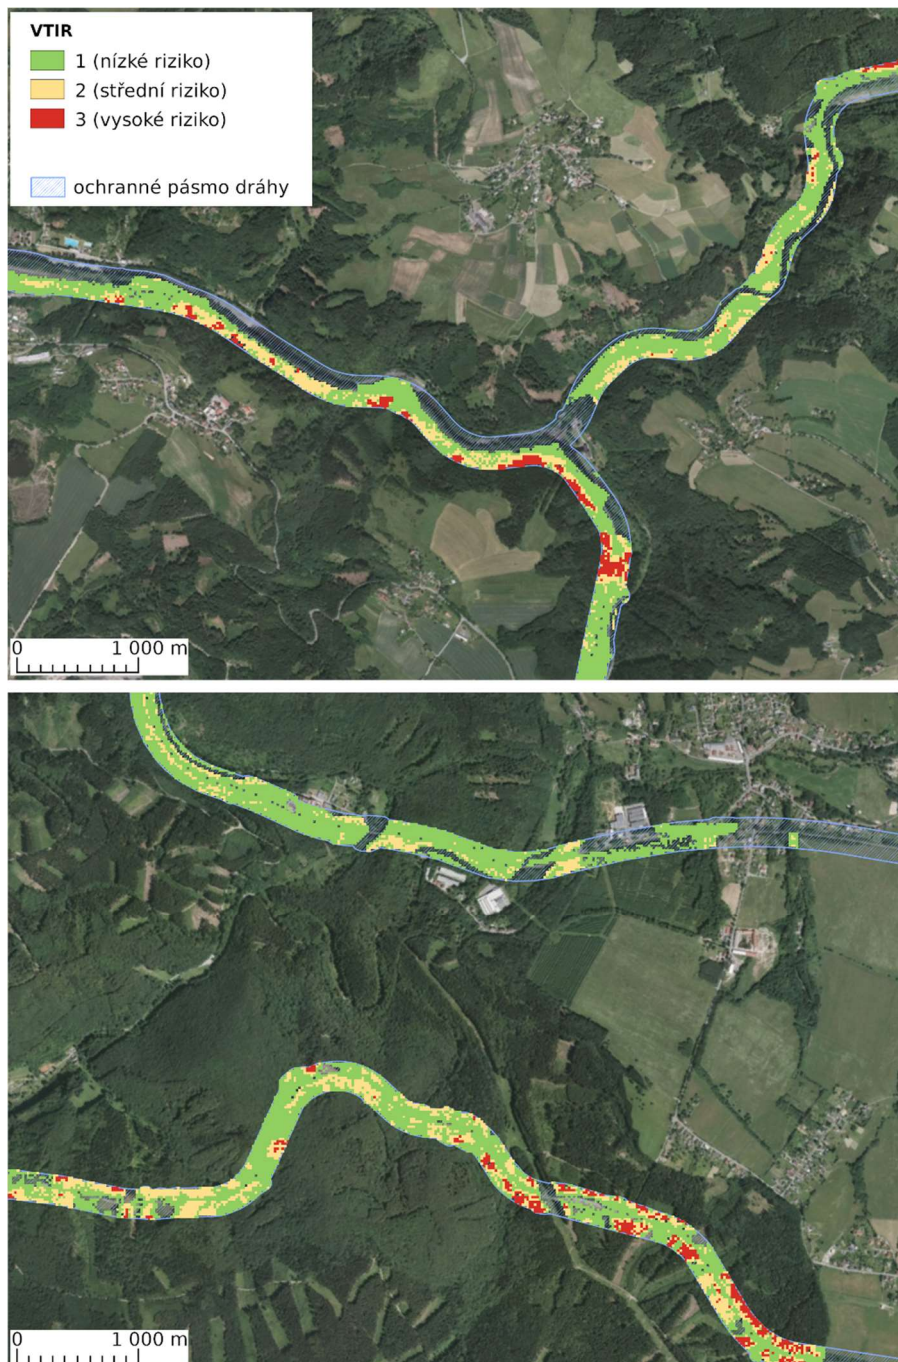 VTIR
1 (nízké riziko)
2 (střední riziko)
3 (vysoké riziko)
ochranné pásmo dráhy
0 1 000 m
0 1 000 m